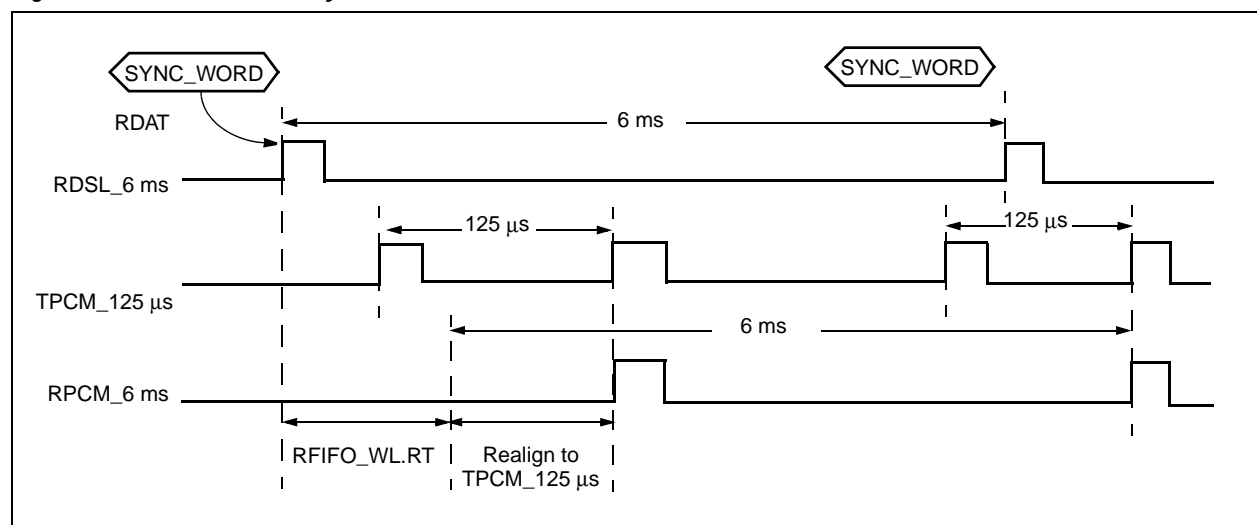 SYNC_WORD
SYNC_WORD
RDAT
6 ms
RDSL_6 ms
125 μs
125 μs
TPCM_125 μs
6 ms
RPCM_6 ms
RFIFO_WL.RT
Realign to
TPCM_125 μs